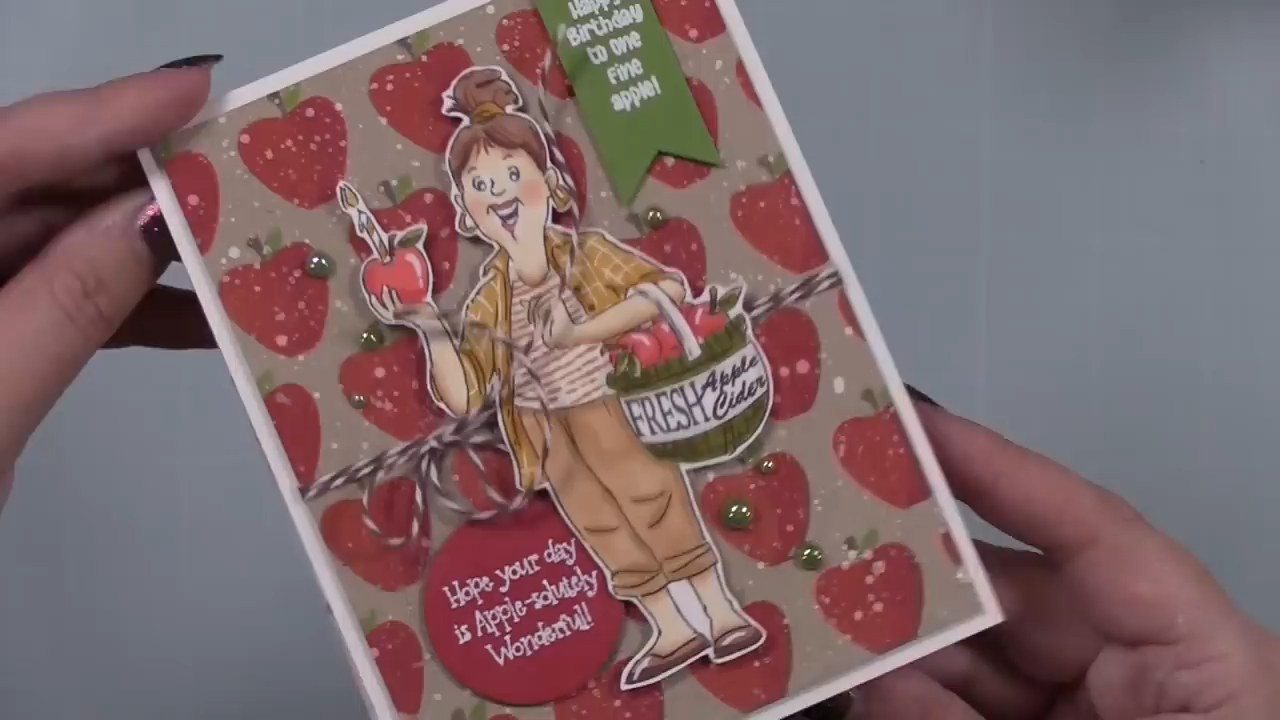 Happy
Birthday
to one
fine
apple!
FRESH Apple
Cider
Hope your day
is Apple-solutely
Wonderful!